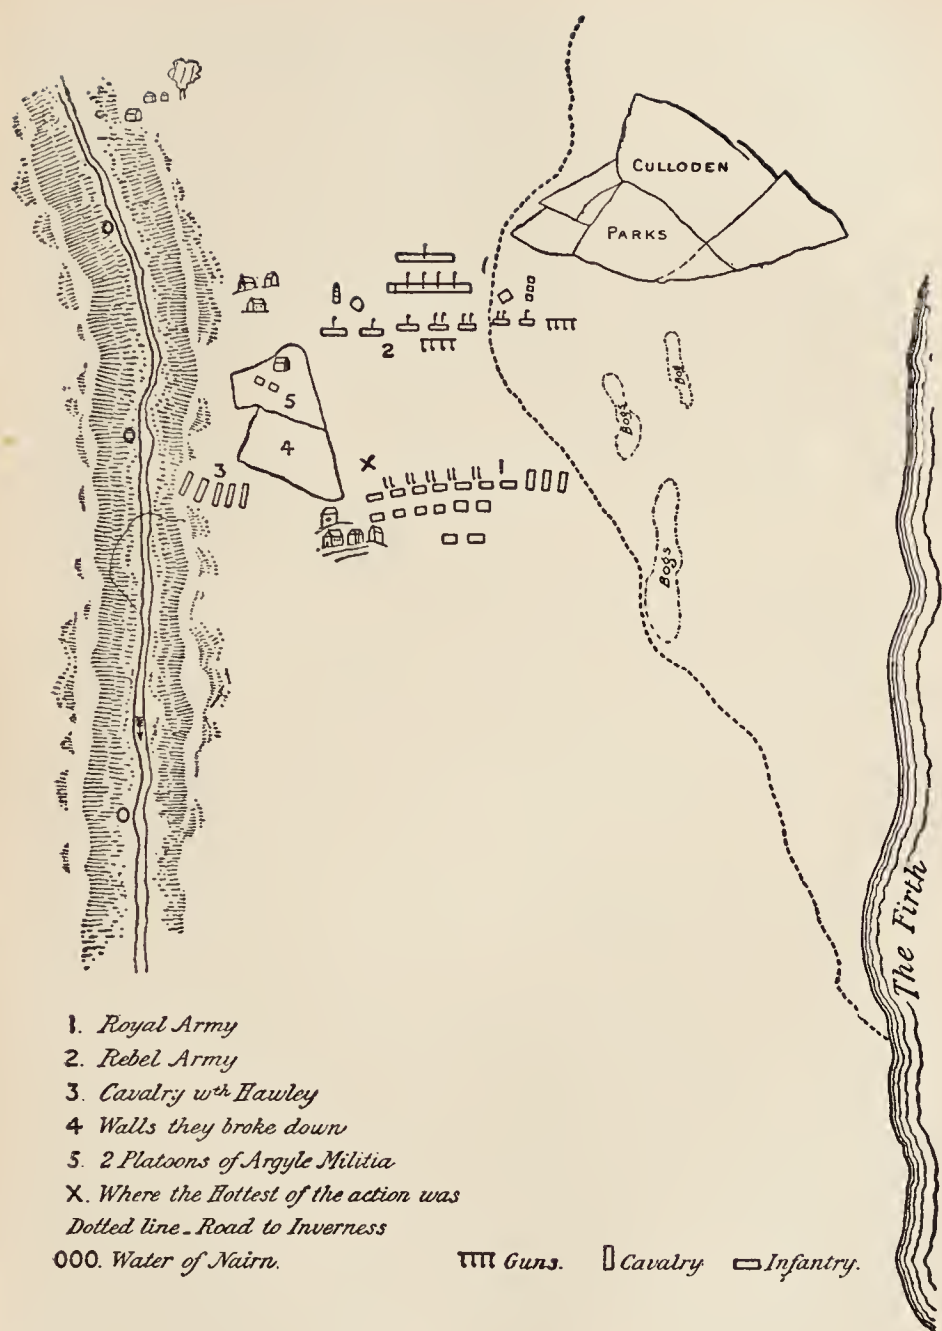 CULLODEN
PARKS
2
5
4
3
X
1
Bogs
Bog
Bogs
The Firth
1. Royal Army
2. Rebel Army
3. Cavalry wth Hawley
4 Walls they broke down
5. 2 Platoons of Argyle Militia
X. Where the Hottest of the action was
Dotted line - Road to Inverness
000. Water of Nairn.
Guns. Cavalry Infantry.